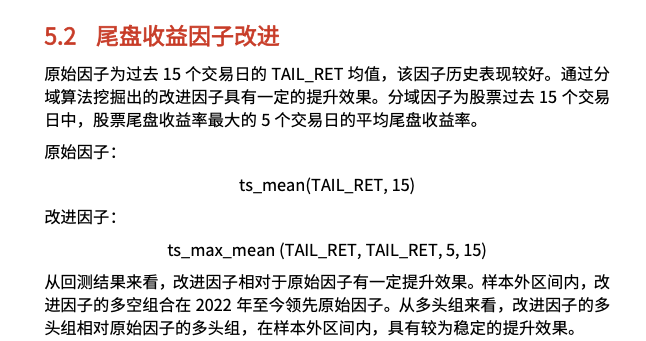 5.2 尾盘收益因子改进
原始因子为过去 15 个交易日的 TAIL_RET 均值，该因子历史表现较好。通过分
域算法挖掘出的改进因子具有一定的提升效果。分域因子为股票过去 15 个交易
日中，股票尾盘收益率最大的 5 个交易日的平均尾盘收益率。
原始因子：
ts_mean(TAIL_RET, 15)
改进因子：
ts_max_mean (TAIL_RET, TAIL_RET, 5, 15)
从回测结果来看，改进因子相对于原始因子有一定提升效果。样本外区间内，改
进因子的多空组合在 2022 年至今领先原始因子。从多头组来看，改进因子的多
头组相对原始因子的多头组，在样本外区间内，具有较为稳定的提升效果。